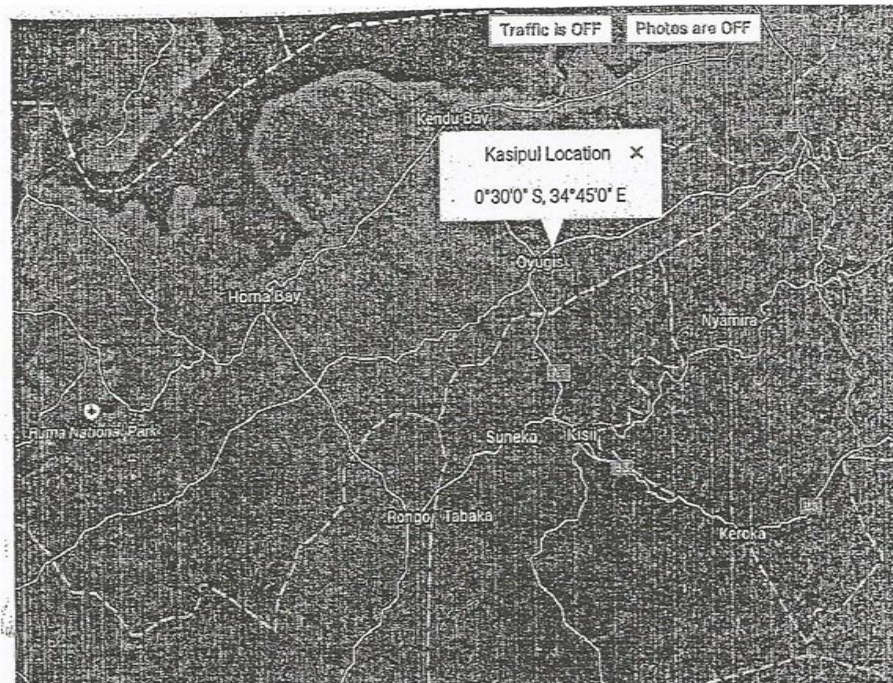 Traffic is OFF
Photos are OFF
Kendu Bay
Kasipul Location ×
0°30'0" S, 34°45'0" E
Oyugis
Homa Bay
Nyamira
Ruma National Park
Suneko
Kisii
Rongo
Tabaka
Keroka